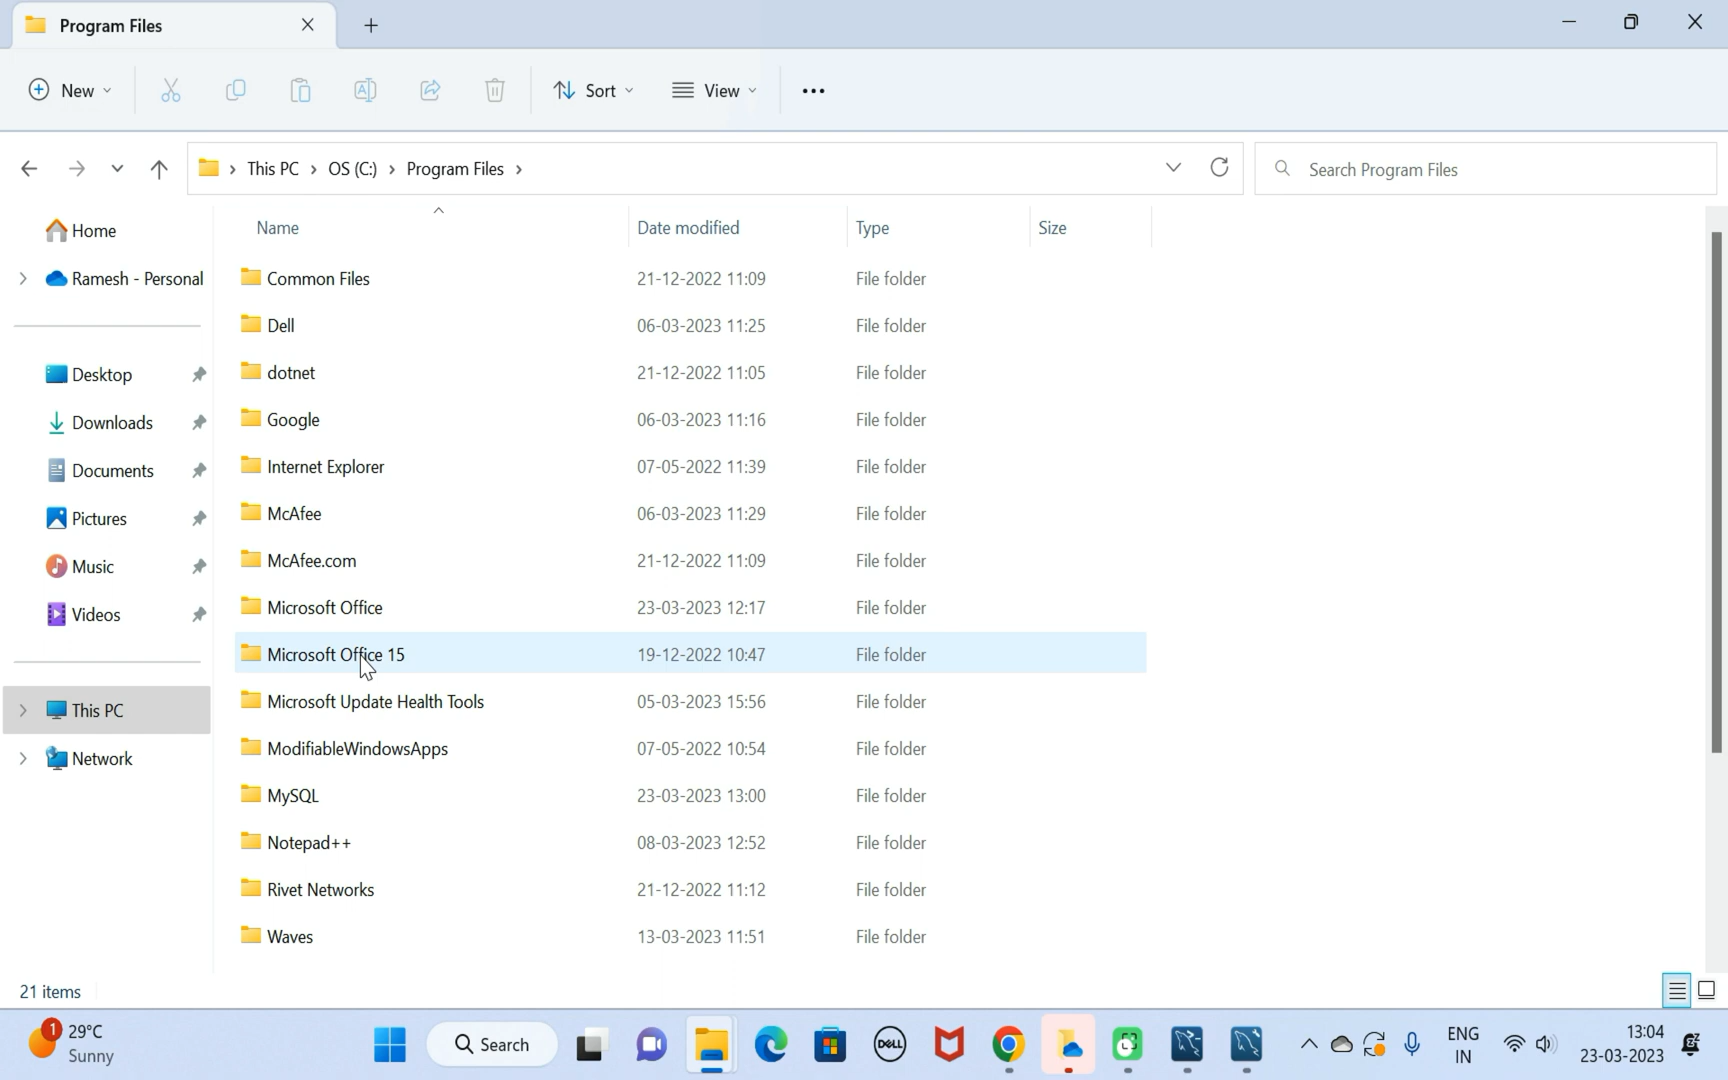 Program Files
New
Sort
View
This PC > OS (C:) > Program Files >
Search Program Files
Home
Ramesh - Personal
Desktop
Downloads
Documents
Pictures
Music
Videos
This PC
Network
Name Date modified Type Size
Common Files 21-12-2022 11:09 File folder
Dell 06-03-2023 11:25 File folder
dotnet 21-12-2022 11:05 File folder
Google 06-03-2023 11:16 File folder
Internet Explorer 07-05-2022 11:39 File folder
McAfee 06-03-2023 11:29 File folder
McAfee.com 21-12-2022 11:09 File folder
Microsoft Office 23-03-2023 12:17 File folder
Microsoft Office 15 19-12-2022 10:47 File folder
Microsoft Update Health Tools 05-03-2023 15:56 File folder
ModifiableWindowsApps 07-05-2022 10:54 File folder
MySQL 23-03-2023 13:00 File folder
Notepad++ 08-03-2023 12:52 File folder
Rivet Networks 21-12-2022 11:12 File folder
Waves 13-03-2023 11:51 File folder
21 items
1
29°C
Sunny
Search
DELL
ENG
IN
13:04
23-03-2023